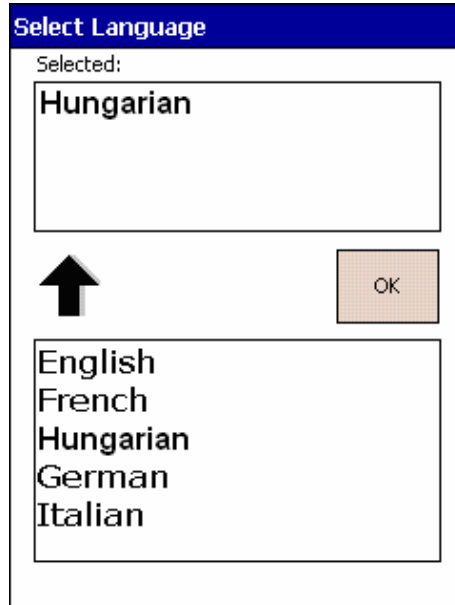 Select Language
Selected:
Hungarian
OK
English
French
Hungarian
German
Italian